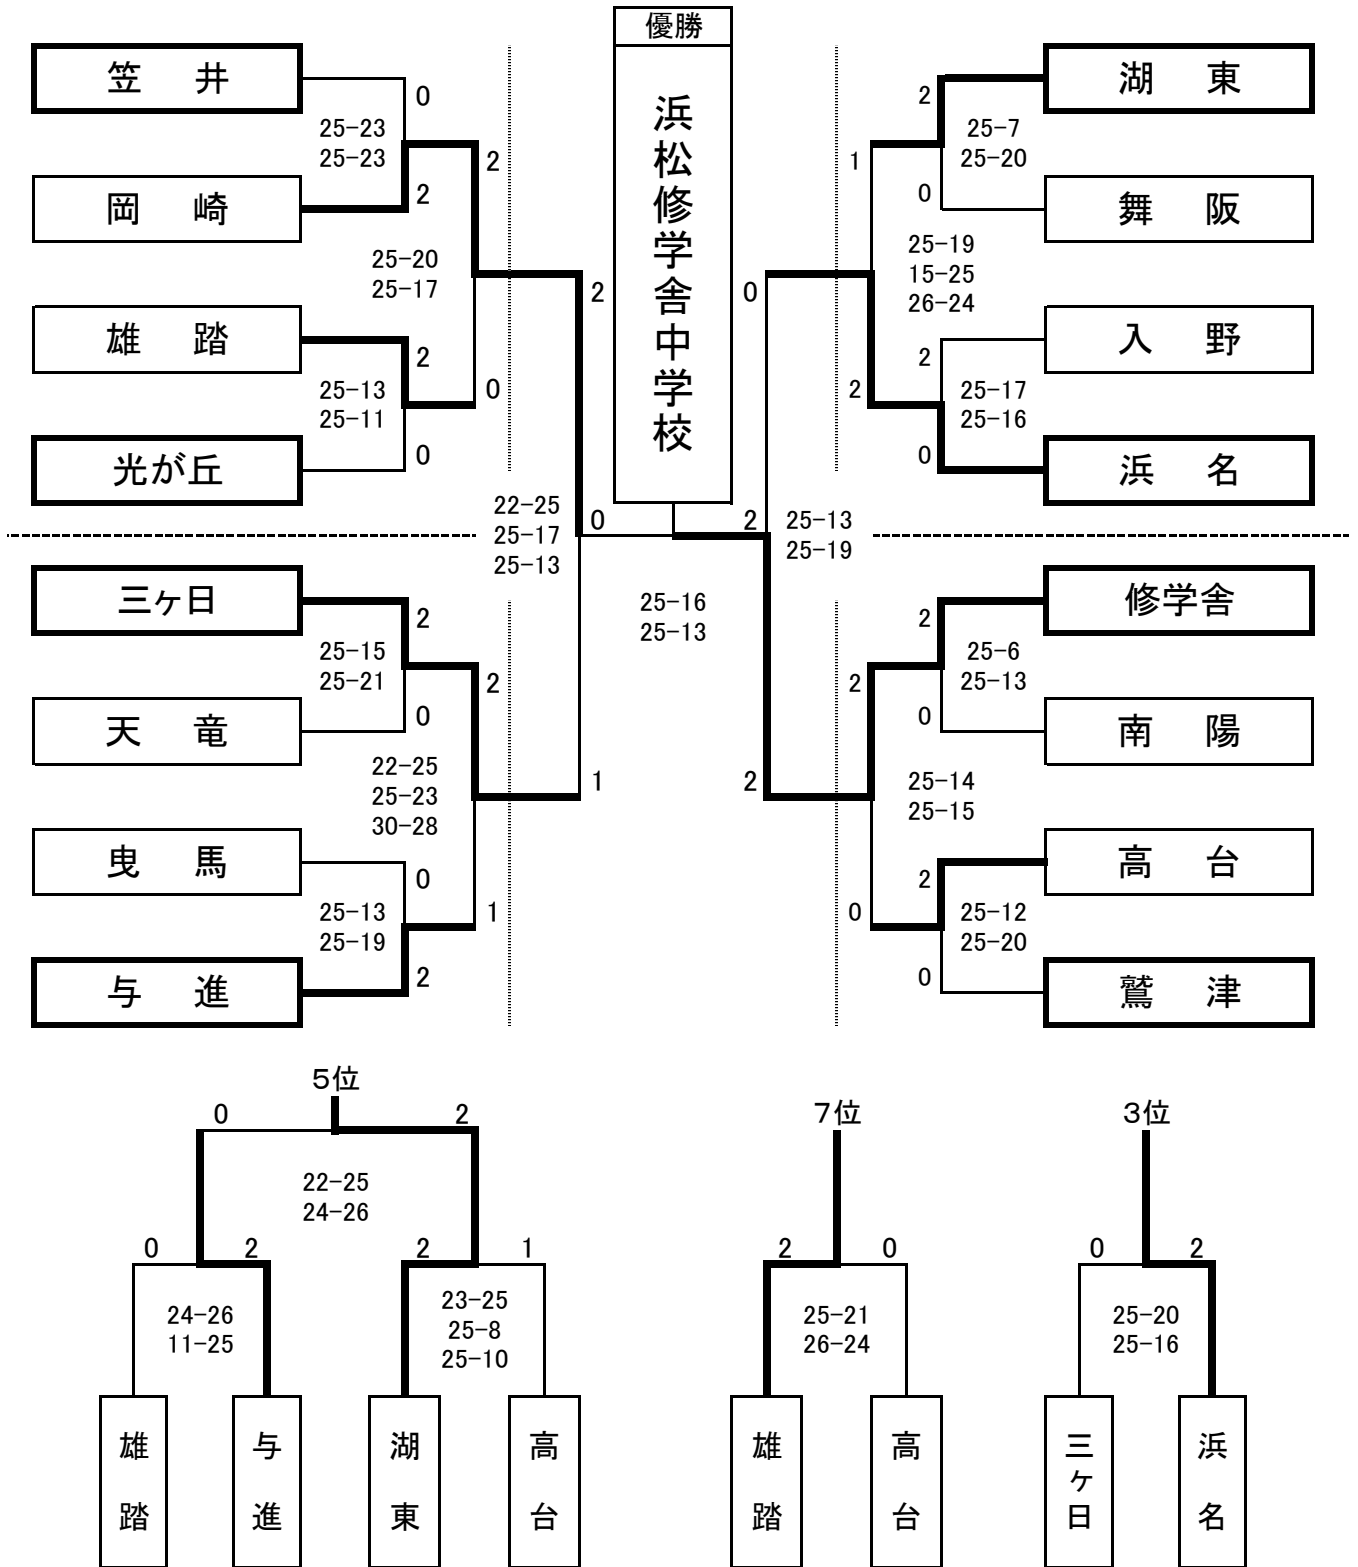 優勝
浜松修学舎中学校
笠 井
0
25-23
25-23
岡 崎
2
2
25-20
25-17
雄 踏
2
0
25-13
25-11
光が丘
0
2
22-25
25-17
25-13
三ヶ日
2
25-15
25-21
天 竜
0
2
22-25
25-23
30-28
曳 馬
0
1
25-13
25-19
与 進
2
1
0
2
25-16
25-13
湖 東
2
25-7
25-20
舞 阪
0
1
25-19
15-25
26-24
入 野
2
2
25-17
25-16
浜 名
0
0
25-13
25-19
修学舎
2
25-6
25-13
南 陽
0
2
25-14
25-15
高 台
2
0
25-12
25-20
鷲 津
0
2
5位
0 2
22-25
24-26
0 2
24-26
11-25
2 1
23-25
25-8
25-10
雄踏
与進
湖東
高台
7位
2 0
25-21
26-24
雄踏
高台
3位
0 2
25-20
25-16
三ヶ日
浜名